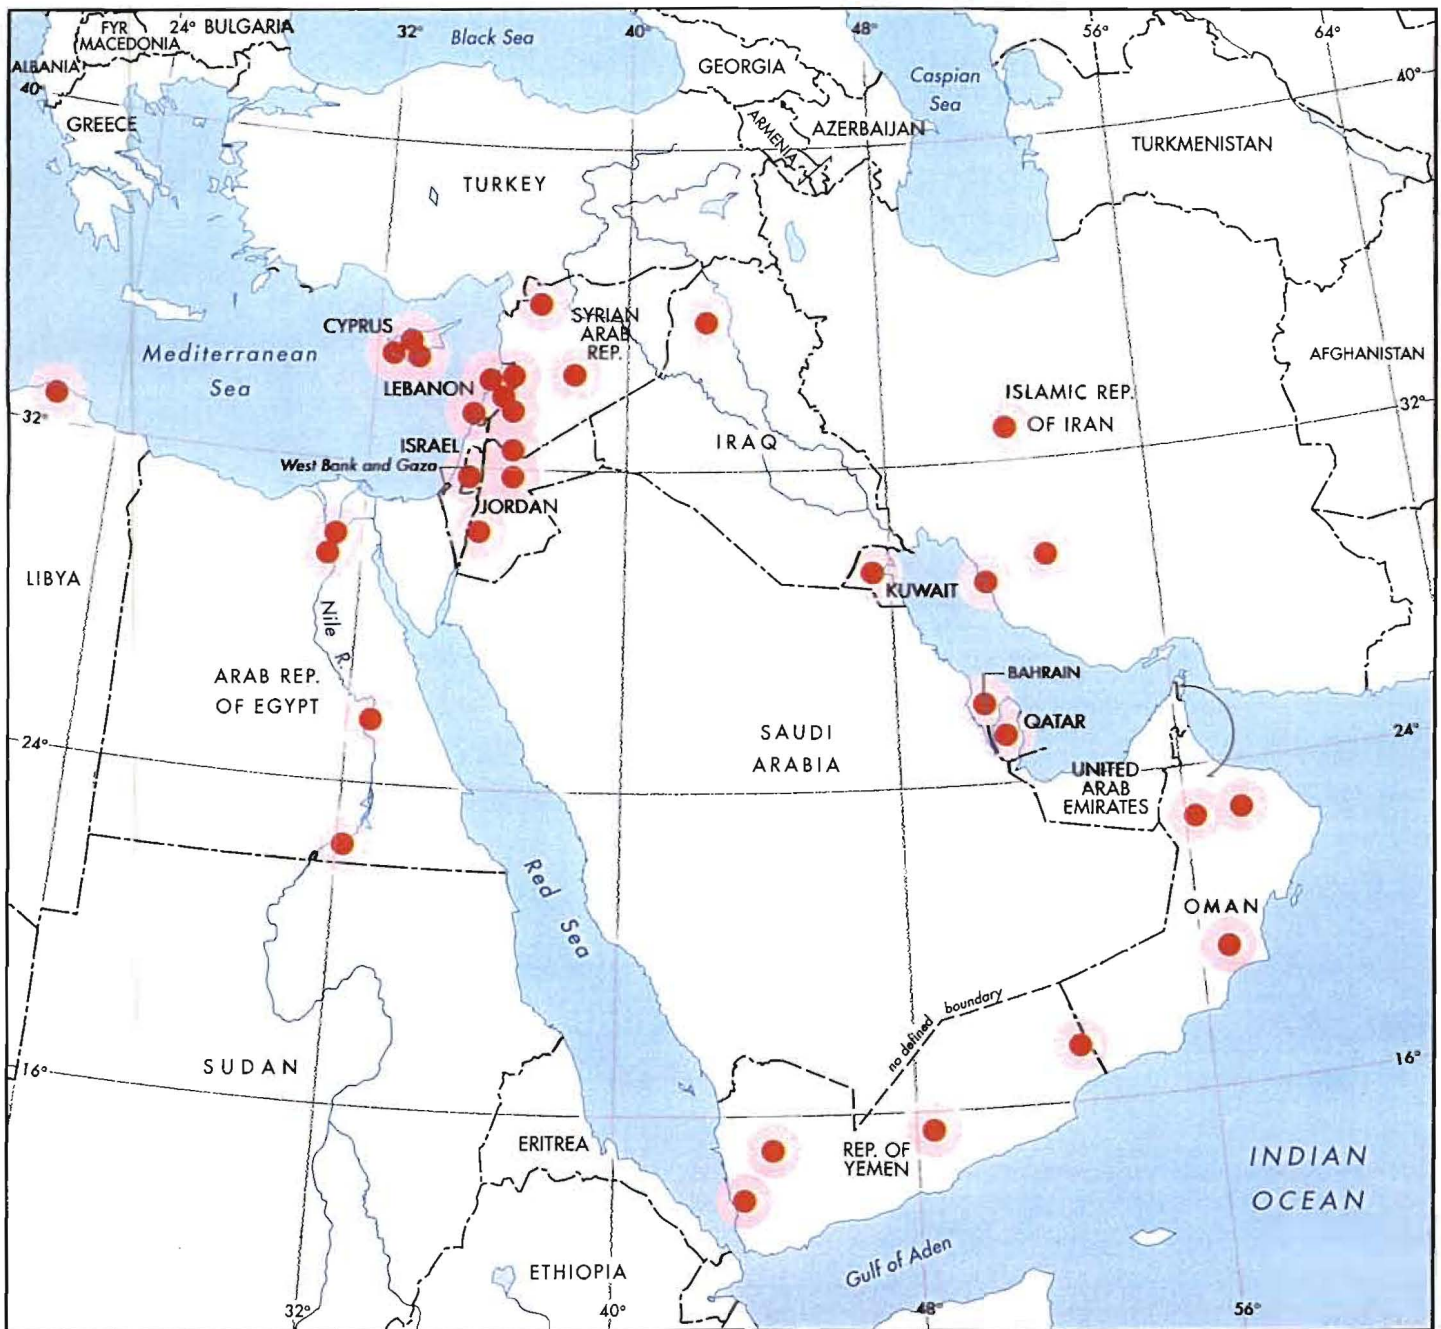 FYR
MACEDONIA
24°
BULGARIA
32°
Black Sea
40°
48°
56°
64°
ALBANIA
40°
GREECE
GEORGIA
Caspian
Sea
40°
ARMENIA
AZERBAIJAN
TURKMENISTAN
TURKEY
CYPRUS
SYRIAN
ARAB
REP.
Mediterranean
Sea
AFGHANISTAN
LEBANON
ISLAMIC REP.
OF IRAN
32°
32°
ISRAEL
IRAQ
West Bank and Gaza
JORDAN
LIBYA
KUWAIT
Nile R.
ARAB REP.
OF EGYPT
BAHRAIN
QATAR
SAUDI
ARABIA
24°
24°
UNITED
ARAB
EMIRATES
Red Sea
OMAN
no defined boundary
SUDAN
16°
16°
ERITREA
REP. OF
YEMEN
INDIAN
OCEAN
Gulf of Aden
ETHIOPIA
32°
40°
48°
56°